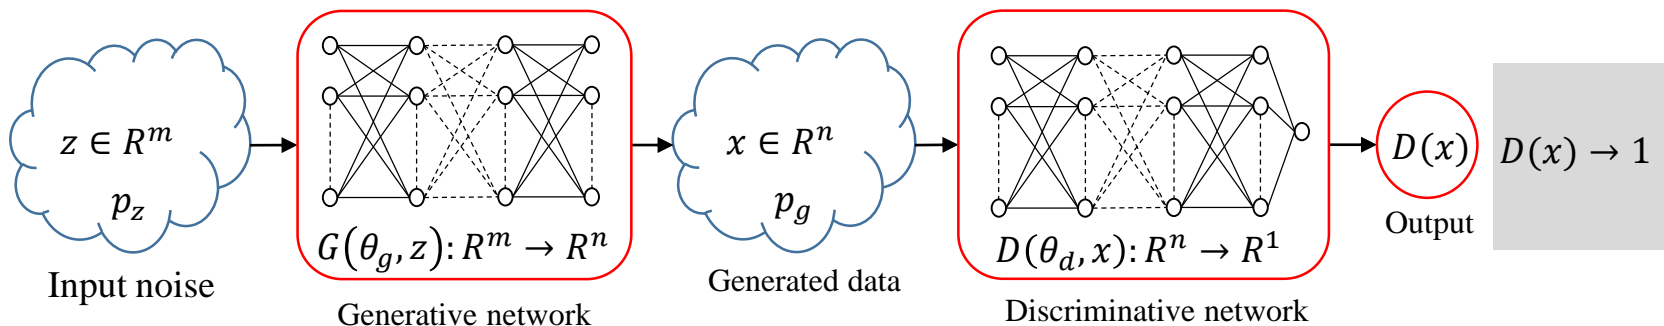 z ∈ R^m
p_z
Input noise
G(θ_g, z): R^m → R^n
Generative network
x ∈ R^n
p_g
Generated data
D(θ_d, x): R^n → R^1
Discriminative network
D(x)
Output
D(x) → 1